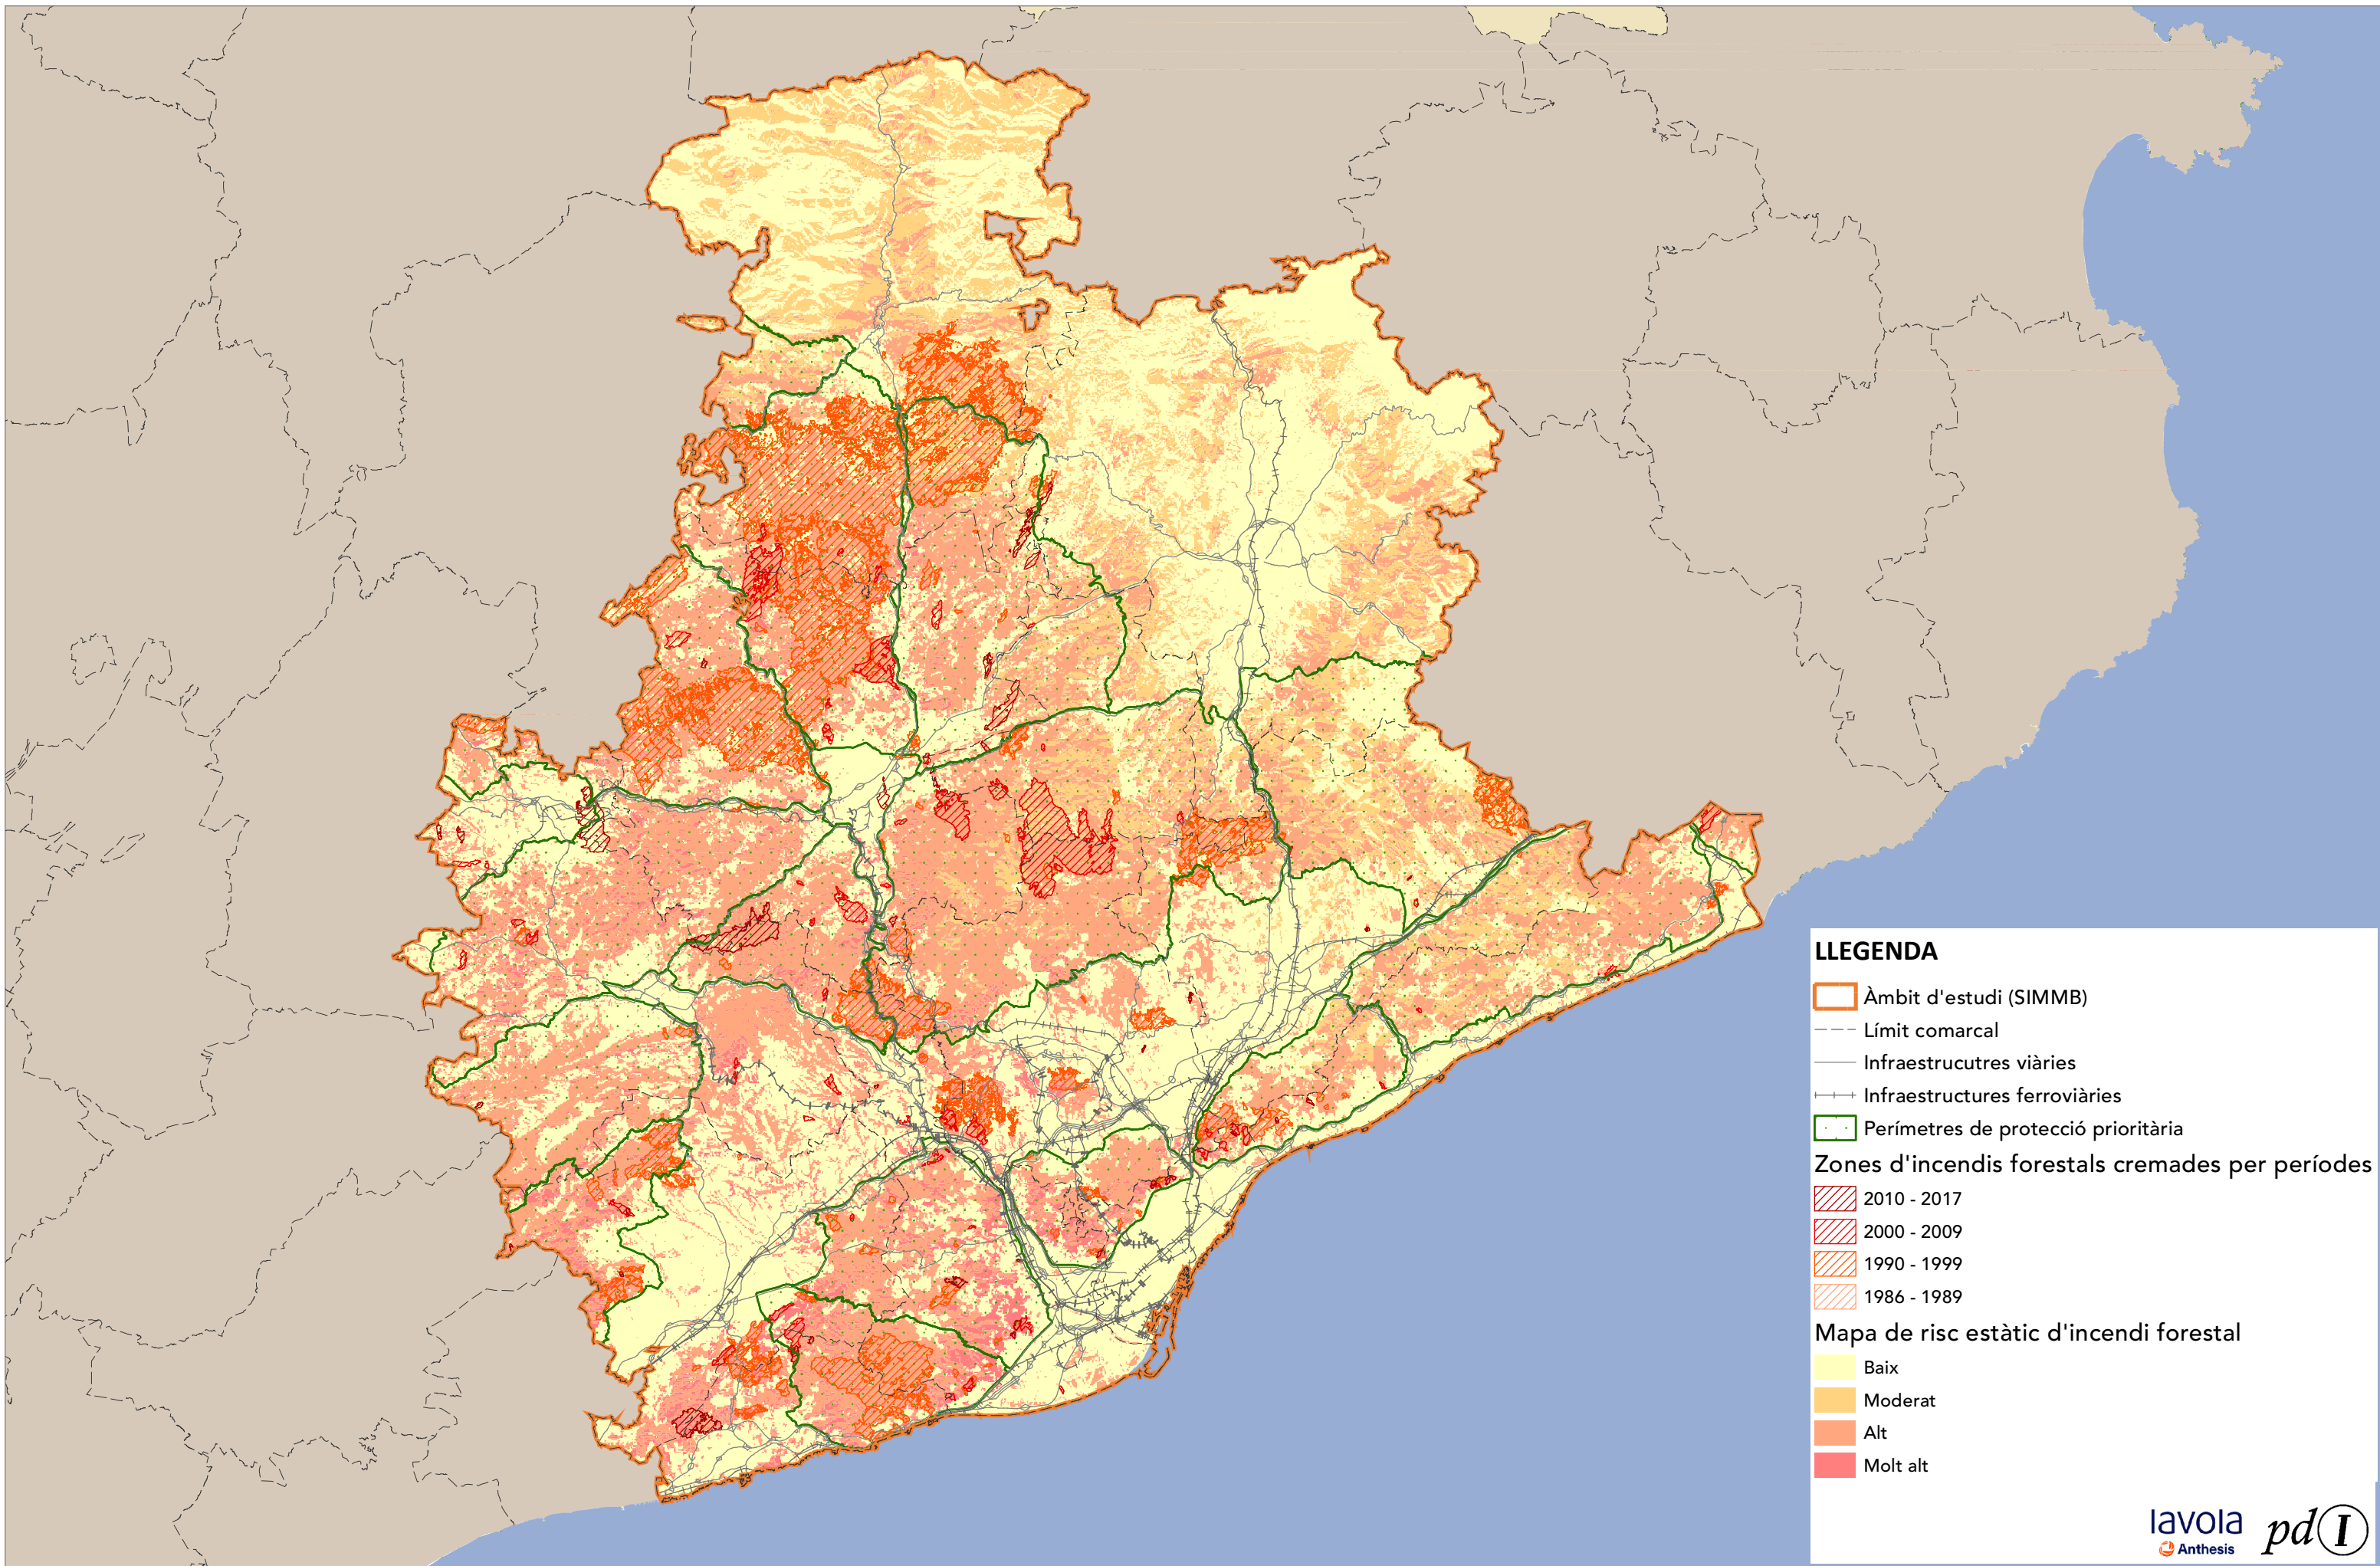 LLEGENDA
Àmbit d'estudi (SIMMB)
Límit comarcal
Infraestrucutres viàries
Infraestructures ferroviàries
Perímetres de protecció prioritària
Zones d'incendis forestals cremades per períodes
2010 - 2017
2000 - 2009
1990 - 1999
1986 - 1989
Mapa de risc estàtic d'incendi forestal
Baix
Moderat
Alt
Molt alt
lavola
Anthesis
pd I